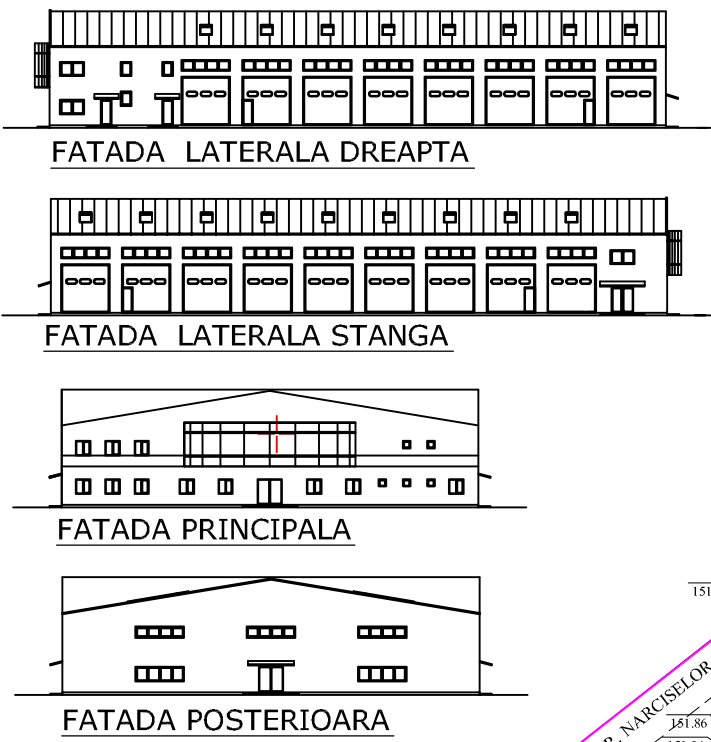 FATADA LATERALA DREAPTA
FATADA LATERALA STANGA
FATADA PRINCIPALA
FATADA POSTERIOARA
151
NARCISELOR
151.86